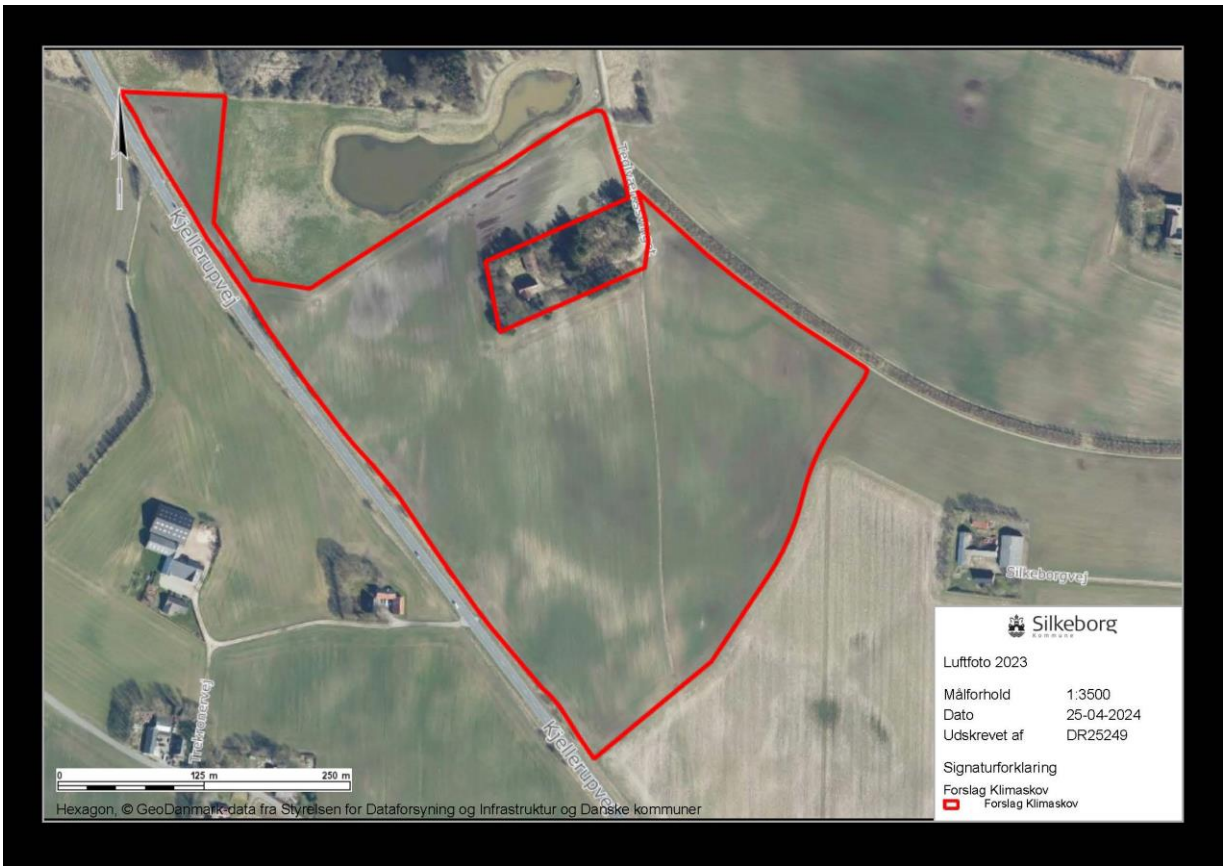 Kjellerupvej
Silkeborgvej
Trekronervej
Kjellerupvej
Silkeborg
Kommune
Luftfoto 2023
Målforhold 1:3500
Dato 25-04-2024
Udskrevet af DR25249
Signaturforklaring
Forslag Klimaskov
Forslag Klimaskov
0 125 m 250 m
Hexagon, © GeoDanmark-data fra Styrelsen for Dataforsyning og Infrastruktur og Danske kommuner